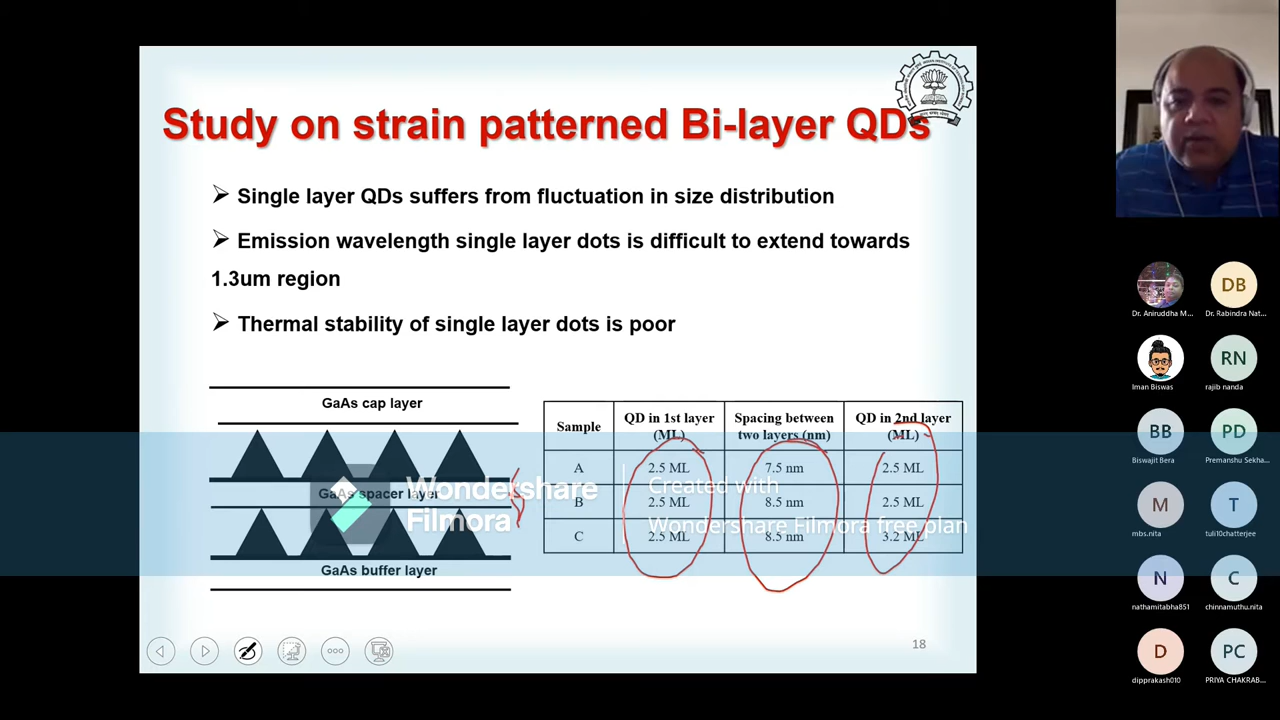 Study on strain patterned Bi-layer QDs
Single layer QDs suffers from fluctuation in size distribution
Emission wavelength single layer dots is difficult to extend towards
1.3um region
Thermal stability of single layer dots is poor
GaAs cap layer
GaAs spacer layer
GaAs buffer layer
Sample
QD in 1st layer
(ML)
Spacing between
two layers (nm)
QD in 2nd layer
(ML)
A 2.5 ML 7.5 nm 2.5 ML
B 2.5 ML 8.5 nm 2.5 ML
C 2.5 ML 8.5 nm 3.2 ML
Wondershare
Filmora
Created with
Wondershare Filmora free plan
18
Dr. Aniruddha M...
DB
Dr. Rabindra Nat...
Iman Biswas
RN
rajib nanda
BB
Biswajit Bera
PD
Premanshu Sekha...
M
mbs.nita
T
tuli10chatterjee
N
nathamitabha851
C
chinnamuthu.nita
D
dipprakash010
PC
PRIYA CHAKRAB...